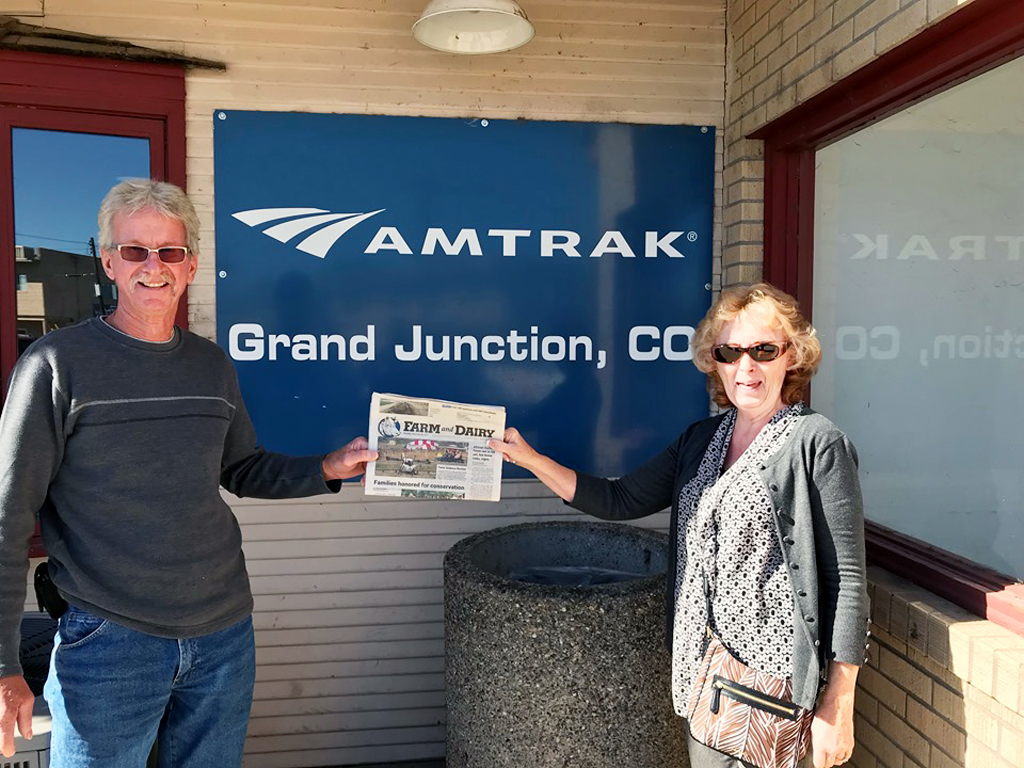 AMTRAK®
Grand Junction, CO
FARM and DAIRY
Families honored for conservation